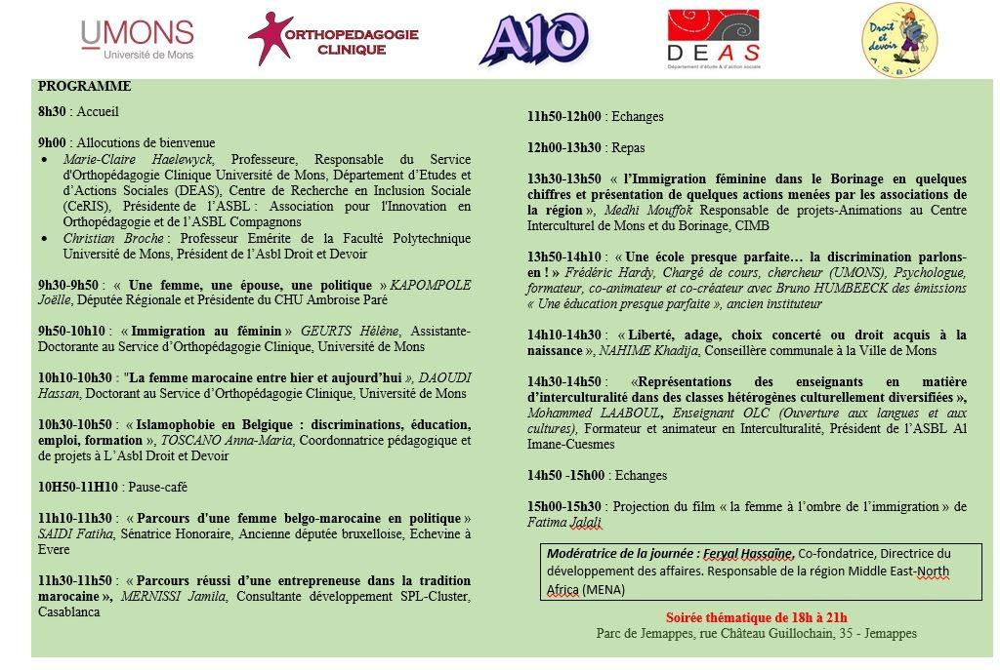 UMONS
Université de Mons
ORTHOPEDAGOGIE
CLINIQUE
AIO
DEAS
Département d'étude & d'action sociale
Droit
et
devoir
A.S.B.L.
PROGRAMME
8h30 : Accueil
9h00 : Allocutions de bienvenue
• Marie-Claire Haelewyck, Professeure, Responsable du Service
d'Orthopédagogie Clinique Université de Mons, Département d'Etudes et
d'Actions Sociales (DEAS), Centre de Recherche en Inclusion Sociale
(CeRIS), Présidente de l'ASBL : Association pour l'Innovation en
Orthopédagogie et de l'ASBL Compagnons
• Christian Broche : Professeur Emérite de la Faculté Polytechnique
Université de Mons, Président de l'Asbl Droit et Devoir
9h30-9h50 : « Une femme, une épouse, une politique » KAPOMPOLE
Joëlle, Députée Régionale et Présidente du CHU Ambroise Paré
9h50-10h10 : « Immigration au féminin » GEURTS Hélène, Assistante-
Doctorante au Service d'Orthopédagogie Clinique, Université de Mons
10h10-10h30 : "La femme marocaine entre hier et aujourd'hui », DAOUDI
Hassan, Doctorant au Service d'Orthopédagogie Clinique, Université de Mons
10h30-10h50 : « Islamophobie en Belgique : discriminations, éducation,
emploi, formation », TOSCANO Anna-Maria, Coordonnatrice pédagogique et
de projets à L'Asbl Droit et Devoir
10H50-11H10 : Pause-café
11h10-11h30 : « Parcours d'une femme belgo-marocaine en politique »
SAIDI Fatiha, Sénatrice Honoraire, Ancienne députée bruxelloise, Echevine à
Evere
11h30-11h50 : « Parcours réussi d'une entrepreneuse dans la tradition
marocaine », MERNISSI Jamila, Consultante développement SPL-Cluster,
Casablanca
11h50-12h00 : Echanges
12h00-13h30 : Repas
13h30-13h50 « l'Immigration féminine dans le Borinage en quelques
chiffres et présentation de quelques actions menées par les associations de
la région », Medhi Mouffok Responsable de projets-Animations au Centre
Interculturel de Mons et du Borinage, CIMB
13h50-14h10 : « Une école presque parfaite… la discrimination parlons-
en ! » Frédéric Hardy, Chargé de cours, chercheur (UMONS), Psychologue,
formateur, co-animateur et co-créateur avec Bruno HUMBEECK des émissions
« Une éducation presque parfaite », ancien instituteur
14h10-14h30 : « Liberté, adage, choix concerté ou droit acquis à la
naissance », NAHIME Khadija, Conseillère communale à la Ville de Mons
14h30-14h50 : «Représentations des enseignants en matière
d'interculturalité dans des classes hétérogènes culturellement diversifiées »,
Mohammed LAABOUL, Enseignant OLC (Ouverture aux langues et aux
cultures), Formateur et animateur en Interculturalité, Président de l'ASBL Al
Imane-Cuesmes
14h50 -15h00 : Echanges
15h00-15h30 : Projection du film « la femme à l'ombre de l'immigration » de
Fatima Jalali
Modératrice de la journée : Feryal Hassaïne, Co-fondatrice, Directrice du
développement des affaires. Responsable de la région Middle East-North
Africa (MENA)
Soirée thématique de 18h à 21h
Parc de Jemappes, rue Château Guillochain, 35 - Jemappes